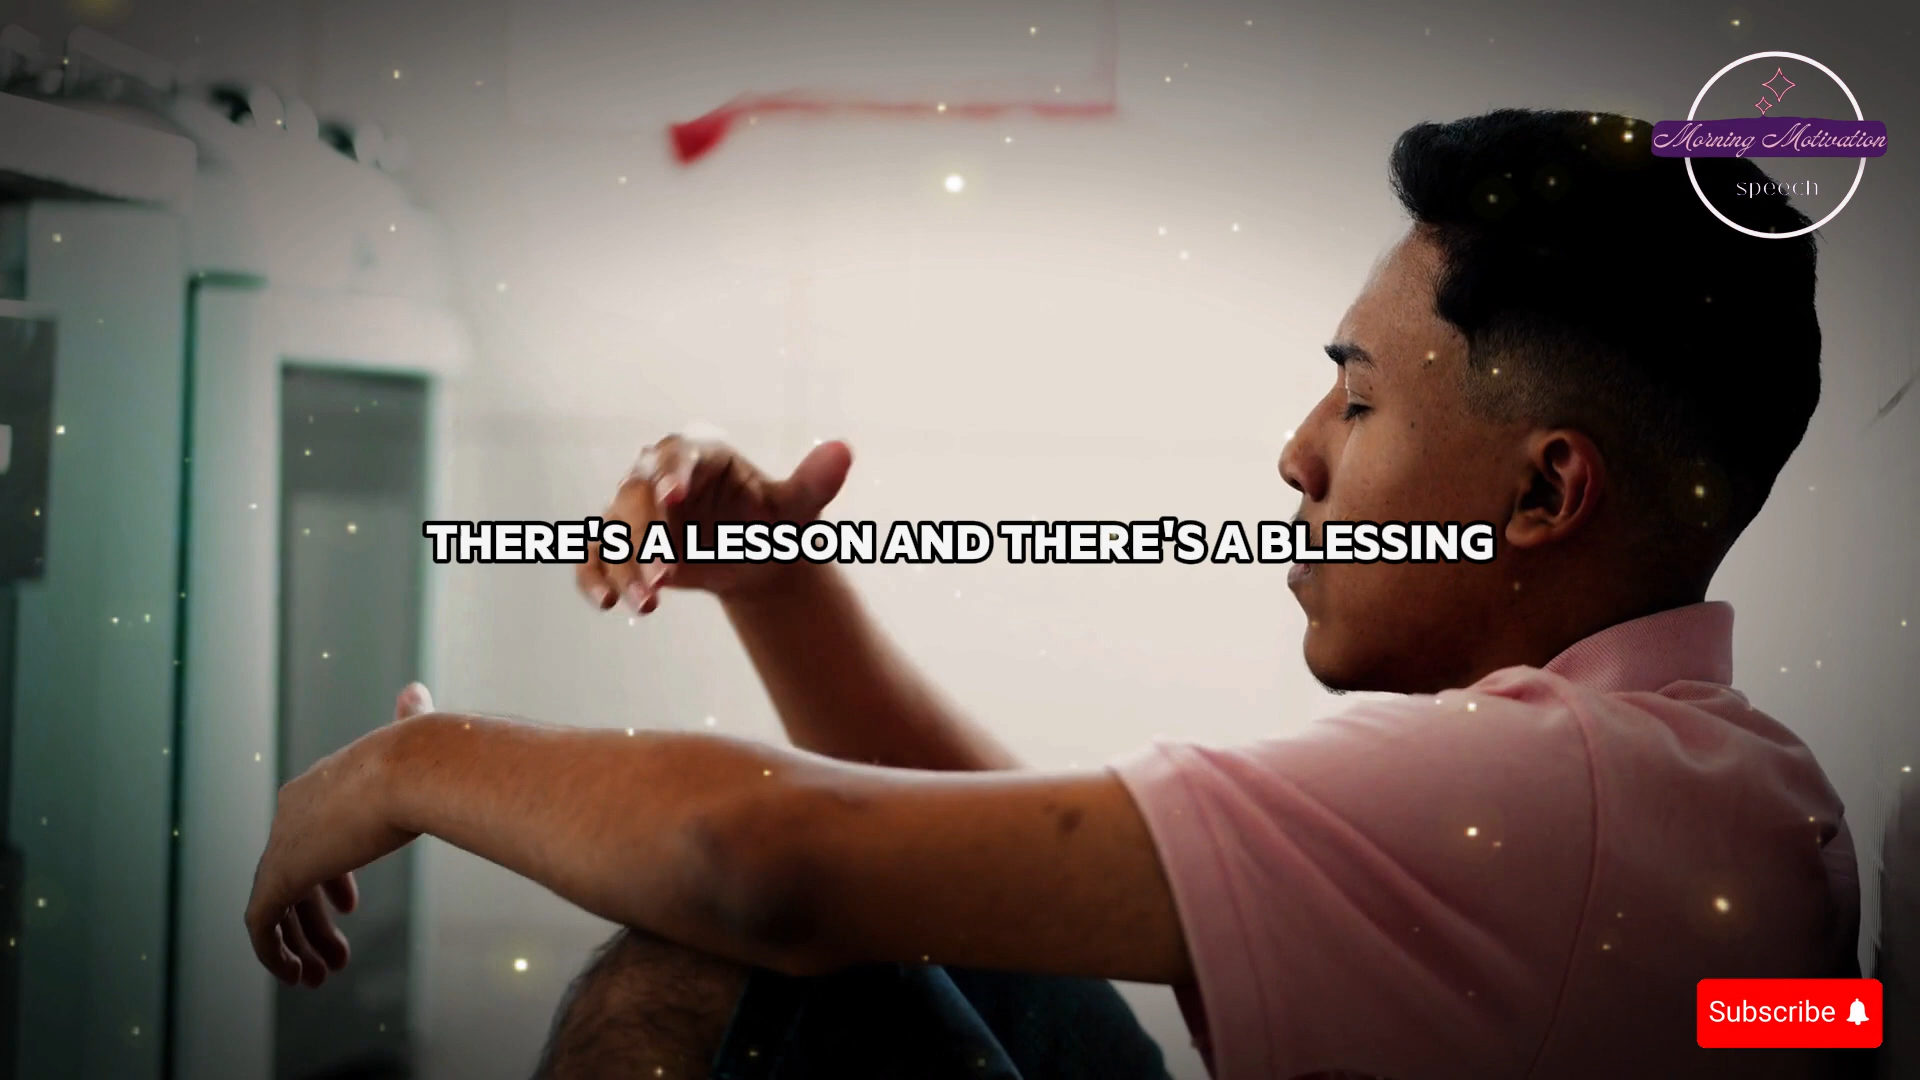 Morning Motivation
speech
THERE'S A LESSON AND THERE'S A BLESSING
Subscribe